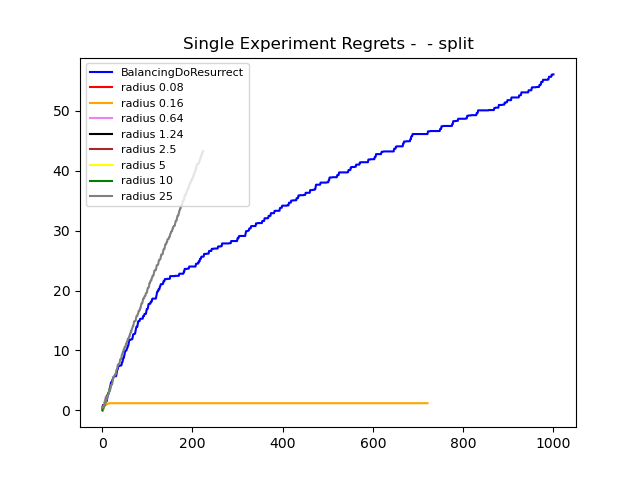 Single Experiment Regrets -  - split
BalancingDoResurrect
radius 0.08
radius 0.16
radius 0.64
radius 1.24
radius 2.5
radius 5
radius 10
radius 25
50
40
30
20
10
0
0 200 400 600 800 1000